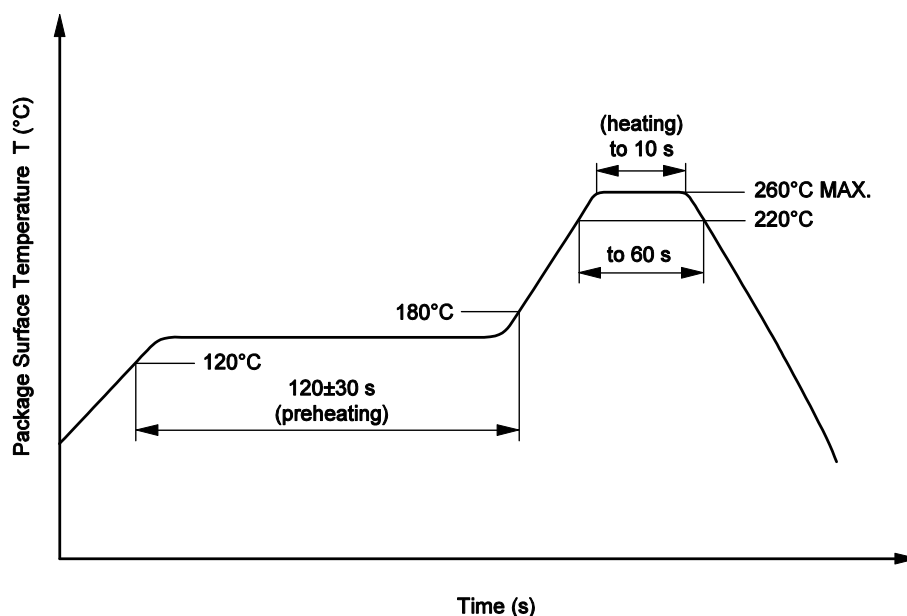 Package Surface Temperature T (°C)
(heating)
to 10 s
260°C MAX.
220°C
to 60 s
180°C
120°C
120±30 s
(preheating)
Time (s)